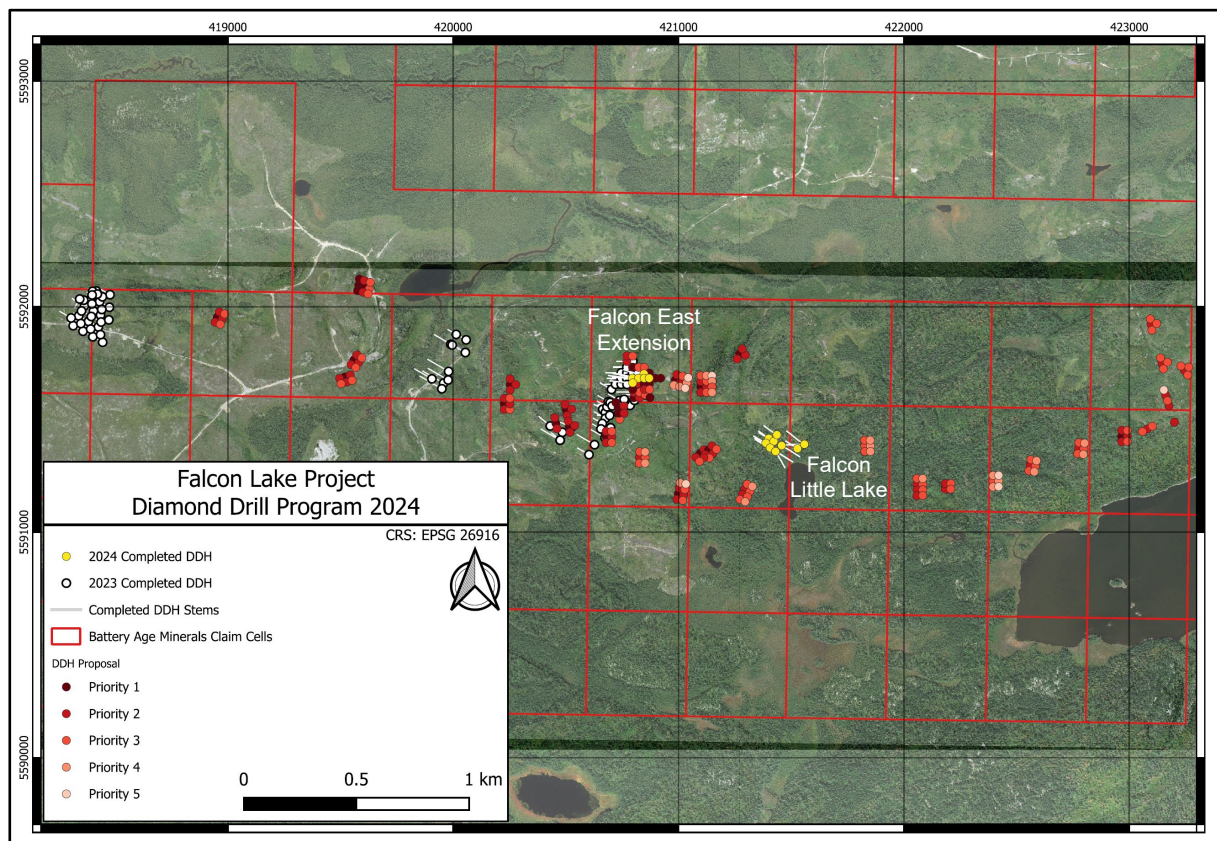 419000
420000
421000
422000
423000
5593000
5592000
5591000
5590000
Falcon East
Extension
Falcon
Little Lake
Falcon Lake Project
Diamond Drill Program 2024
CRS: EPSG 26916
2024 Completed DDH
2023 Completed DDH
Completed DDH Stems
Battery Age Minerals Claim Cells
DDH Proposal
Priority 1
Priority 2
Priority 3
Priority 4
Priority 5
0 0.5 1 km